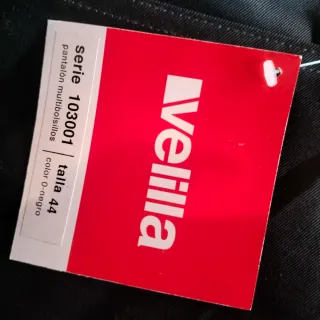 velilla
serie 103001
pantalón multibolsillos
talla 44
color 0-negro